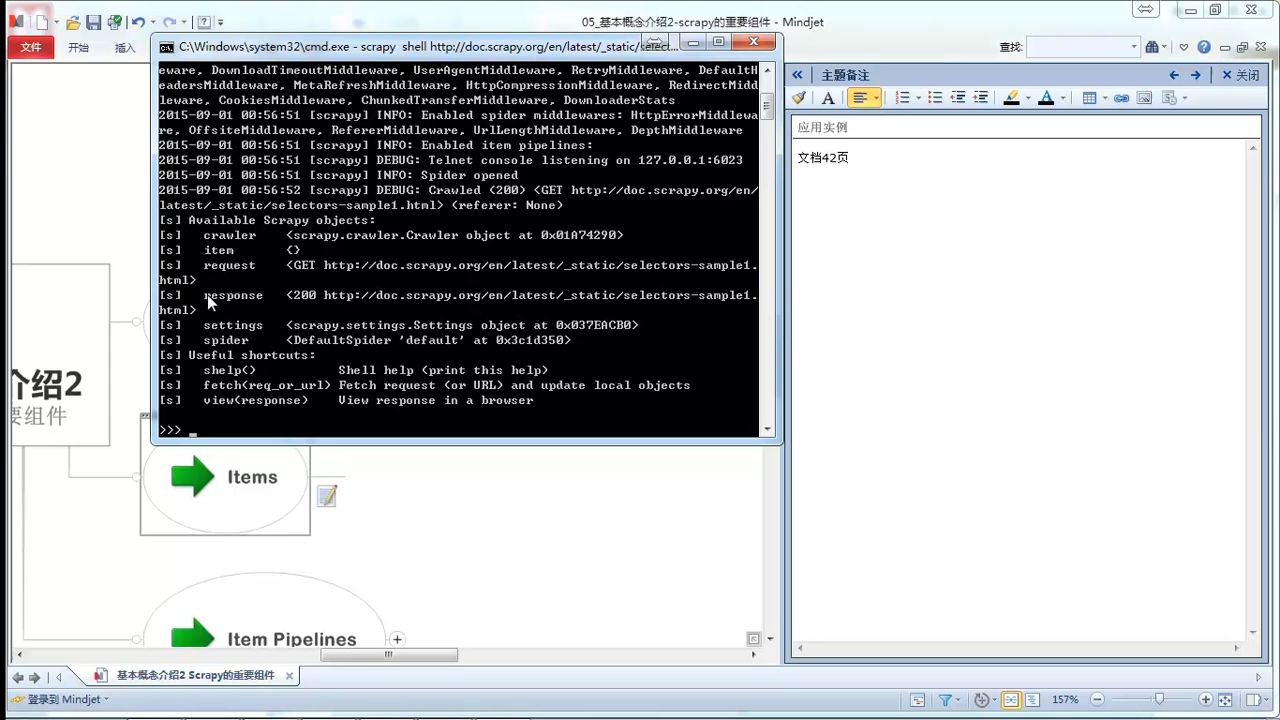 05_基本概念介绍2-scrapy的重要组件 - Mindjet
文件
开始
插入
查找:
C:\Windows\system32\cmd.exe - scrapy shell http://doc.scrapy.org/en/latest/_static/select...
eware, DownloadTimeoutMiddleware, UserAgentMiddleware, RetryMiddleware, DefaultH
eadersMiddleware, MetaRefreshMiddleware, HttpCompressionMiddleware, RedirectMidd
leware, CookiesMiddleware, ChunkedTransferMiddleware, DownloaderStats
2015-09-01 00:56:51 [scrapy] INFO: Enabled spider middlewares: HttpErrorMiddlewa
re, OffsiteMiddleware, RefererMiddleware, UrlLengthMiddleware, DepthMiddleware
2015-09-01 00:56:51 [scrapy] INFO: Enabled item pipelines:
2015-09-01 00:56:51 [scrapy] DEBUG: Telnet console listening on 127.0.0.1:6023
2015-09-01 00:56:51 [scrapy] INFO: Spider opened
2015-09-01 00:56:52 [scrapy] DEBUG: Crawled (200) <GET http://doc.scrapy.org/en/
latest/_static/selectors-sample1.html> (referer: None)
[s] Available Scrapy objects:
[s]   crawler    <scrapy.crawler.Crawler object at 0x01A74290>
[s]   item       {}
[s]   request    <GET http://doc.scrapy.org/en/latest/_static/selectors-sample1.
html>
[s]   response   <200 http://doc.scrapy.org/en/latest/_static/selectors-sample1.
html>
[s]   settings   <scrapy.settings.Settings object at 0x037EACB0>
[s]   spider     <DefaultSpider 'default' at 0x3c1d350>
[s] Useful shortcuts:
[s]   shelp()           Shell help (print this help)
[s]   fetch(req_or_url) Fetch request (or URL) and update local objects
[s]   view(response)    View response in a browser
>>> _
主题备注
关闭
应用实例
文档42页
介绍2
要组件
Items
Item Pipelines
基本概念介绍2 Scrapy的重要组件
登录到 Mindjet
157%